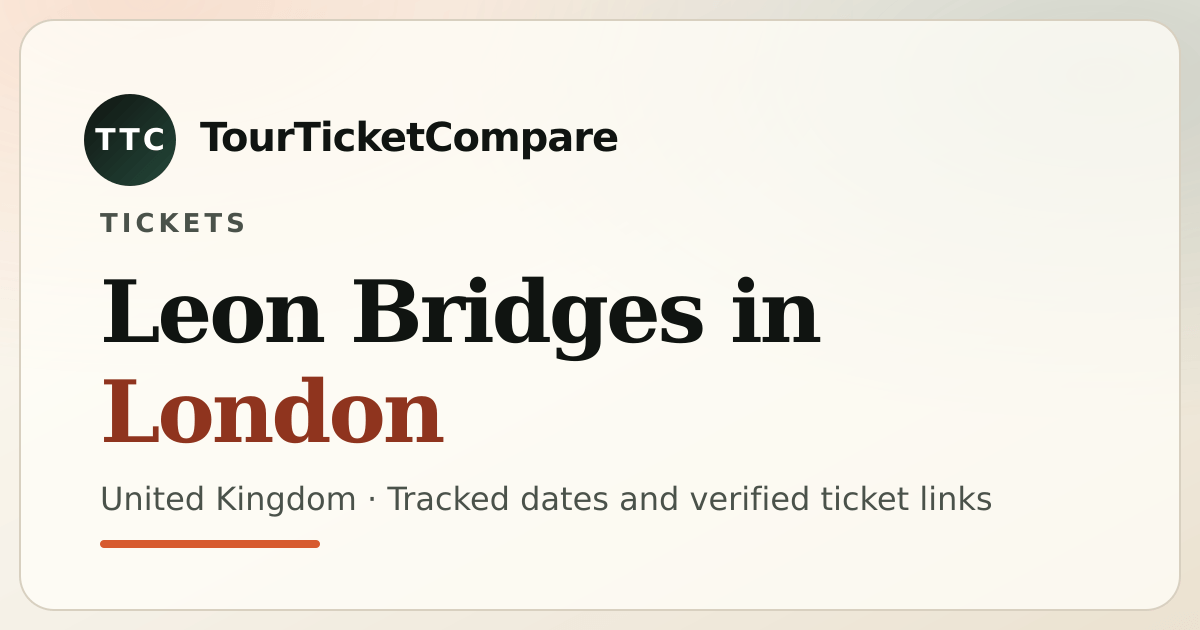 TTC TourTicketCompare
TICKETS
Leon Bridges in
London
United Kingdom · Tracked dates and verified ticket links